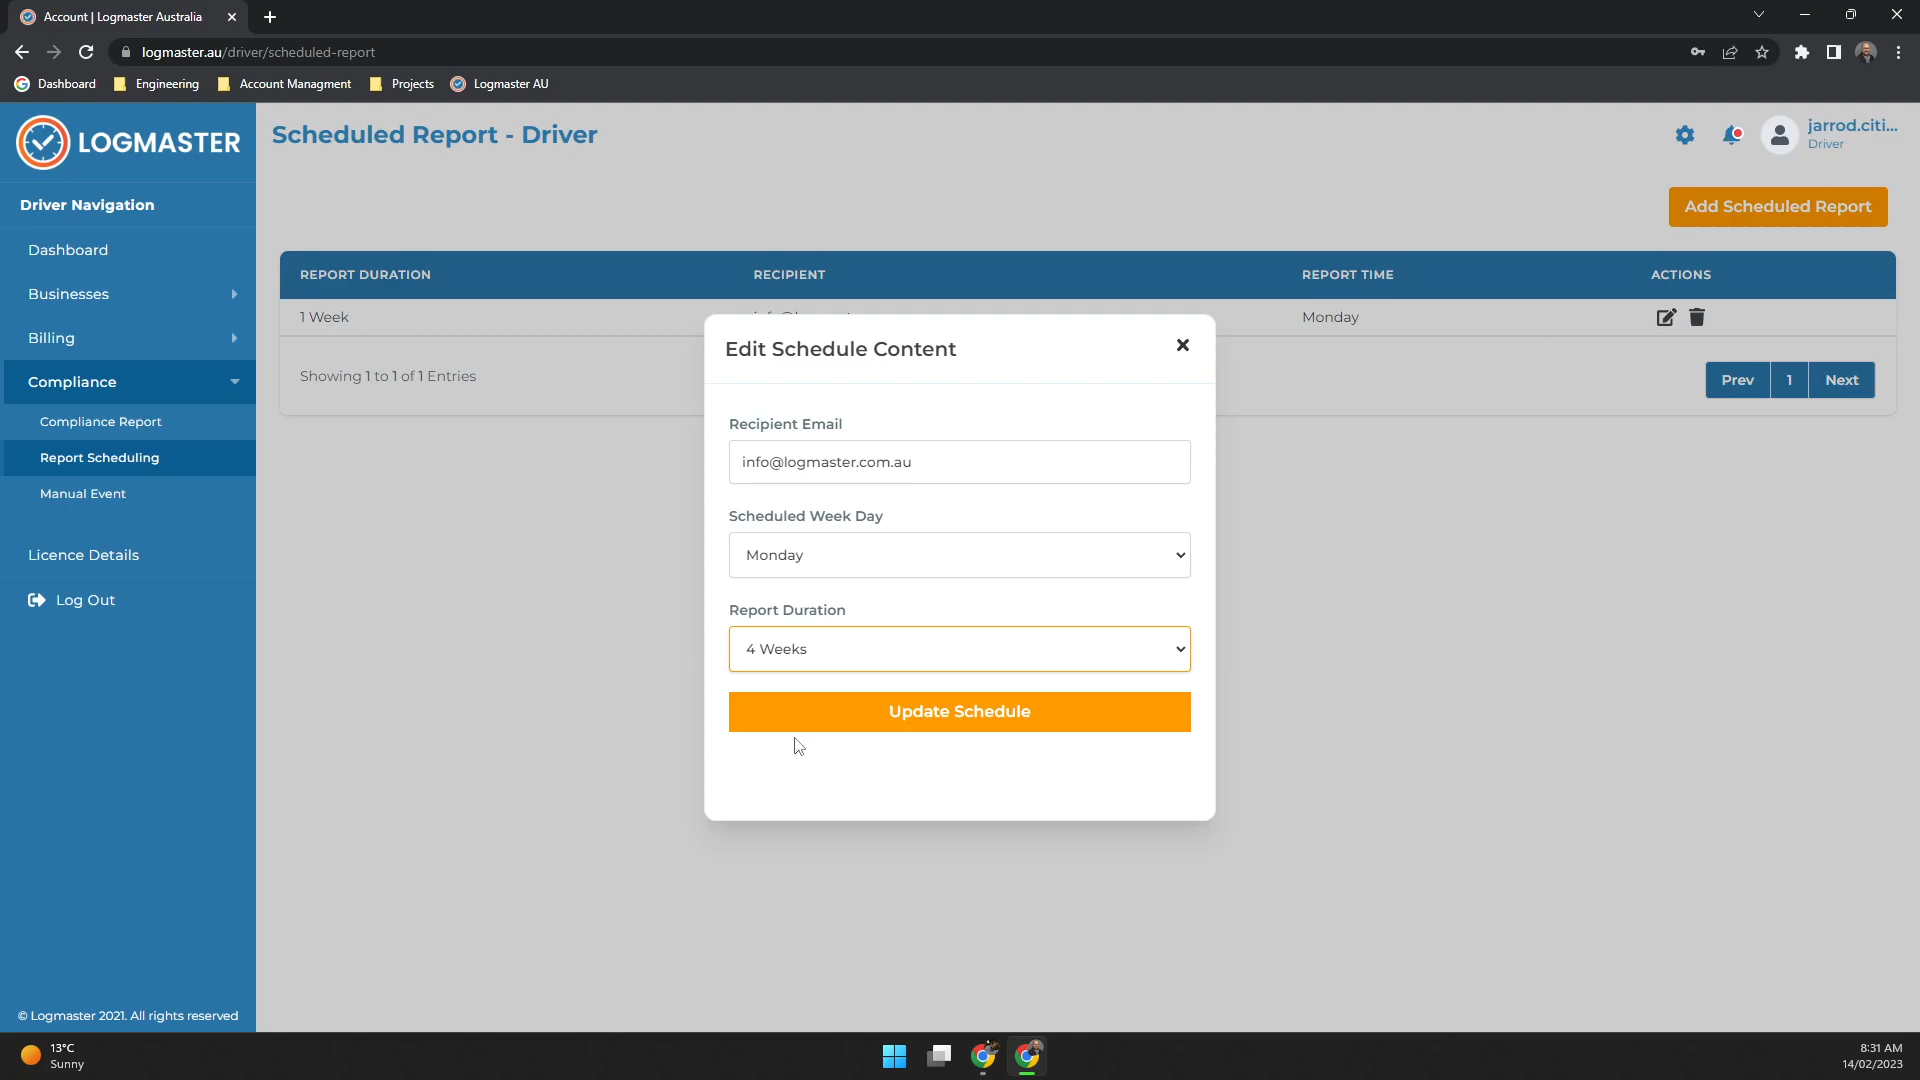 Account | Logmaster Australia
logmaster.au/driver/scheduled-report
Dashboard
Engineering
Account Managment
Projects
Logmaster AU
LOGMASTER
Scheduled Report - Driver
jarrod.citi...
Driver
Driver Navigation
Dashboard
Businesses
Billing
Compliance
Compliance Report
Report Scheduling
Manual Event
Licence Details
Log Out
© Logmaster 2021. All rights reserved
Add Scheduled Report
REPORT DURATION
RECIPIENT
REPORT TIME
ACTIONS
1 Week
Monday
Showing 1 to 1 of 1 Entries
Prev
1
Next
Edit Schedule Content
Recipient Email
info@logmaster.com.au
Scheduled Week Day
Monday
Report Duration
4 Weeks
Update Schedule
13°C
Sunny
8:31 AM
14/02/2023